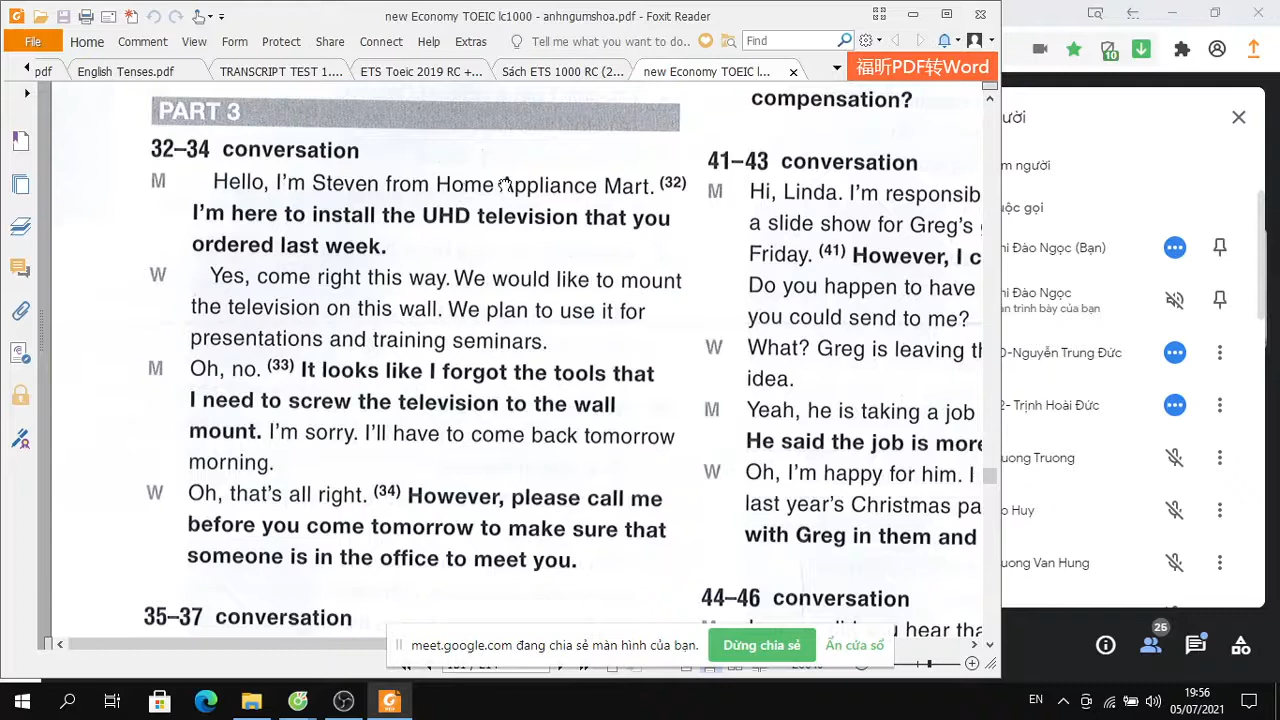 new Economy TOEIC lc1000 - anhngumshoa.pdf - Foxit Reader
File Home Comment View Form Protect Share Connect Help Extras Tell me what you want to do.. Find
10
pdf English Tenses.pdf TRANSCRIPT TEST 1.... ETS Toeic 2019 RC +... Sách ETS 1000 RC (2... new Economy TOEIC l... 福昕PDF转Word
PART 3
32–34 conversation
M Hello, I'm Steven from Home Appliance Mart. (32)
I'm here to install the UHD television that you
ordered last week.
W Yes, come right this way. We would like to mount
the television on this wall. We plan to use it for
presentations and training seminars.
M Oh, no. (33) It looks like I forgot the tools that
I need to screw the television to the wall
mount. I'm sorry. I'll have to come back tomorrow
morning.
W Oh, that's all right. (34) However, please call me
before you come tomorrow to make sure that
someone is in the office to meet you.
35–37 conversation
compensation?
41–43 conversation
M Hi, Linda. I'm responsib
a slide show for Greg's
Friday. (41) However, I c
Do you happen to have
you could send to me?
W What? Greg is leaving th
idea.
M Yeah, he is taking a job
He said the job is more
W Oh, I'm happy for him. I
last year's Christmas pa
with Greg in them and
44–46 conversation
hear tha
ười
m người
uộc gọi
hi Đào Ngọc (Bạn)
hi Đào Ngọc
n trình bày của bạn
0-Nguyễn Trung Đức
2- Trịnh Hoài Đức
uong Truong
o Huy
uong Van Hung
25
meet.google.com đang chia sẻ màn hình của bạn. Dừng chia sẻ Ẩn cửa sổ
EN 19:56
05/07/2021